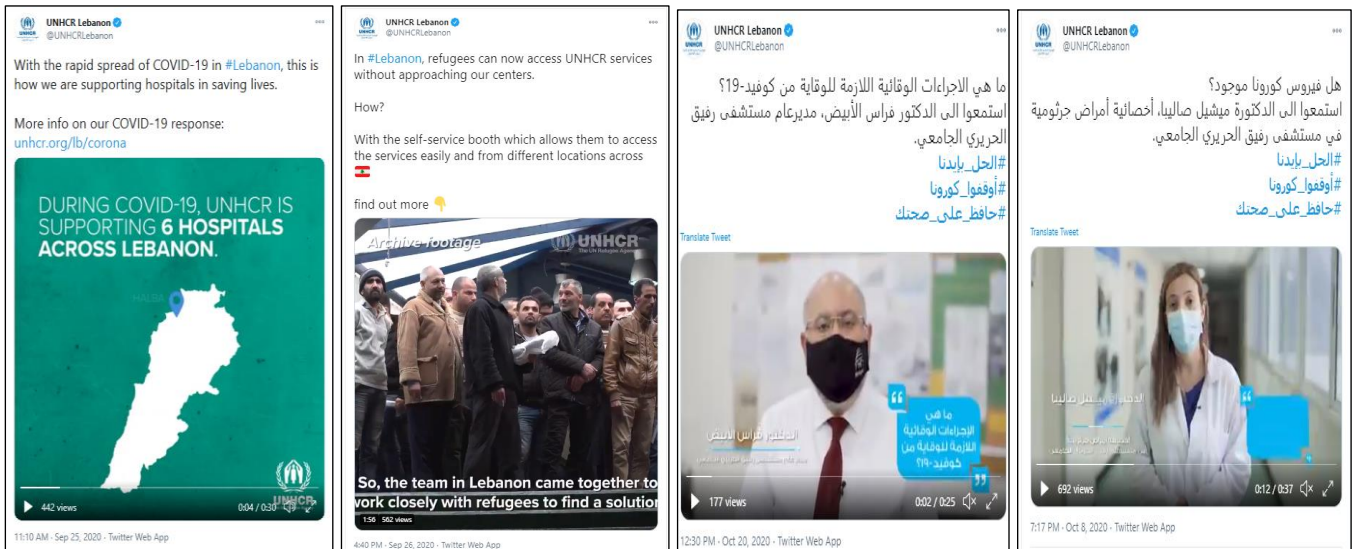 UNHCR Lebanon
@UNHCRLebanon
With the rapid spread of COVID-19 in #Lebanon, this is
how we are supporting hospitals in saving lives.
More info on our COVID-19 response:
unhcr.org/lb/corona
DURING COVID-19, UNHCR IS
SUPPORTING 6 HOSPITALS
ACROSS LEBANON.
HALBA
UNHCR
442 views
0:04 / 0:30
11:10 AM · Sep 25, 2020 · Twitter Web App
UNHCR Lebanon
@UNHCRLebanon
In #Lebanon, refugees can now access UNHCR services
without approaching our centers.
How?
With the self-service booth which allows them to access
the services easily and from different locations across
find out more
Archive footage
UNHCR
The UN Refugee Agency
So, the team in Lebanon came together to
work closely with refugees to find a solution
1:56 562 views
4:40 PM · Sep 26, 2020 · Twitter Web App
UNHCR Lebanon
@UNHCRLebanon
ما هي الاجراءات الوقائية اللازمة للوقاية من كوفيد-19؟
استمعوا الى الدكتور فراس الأبيض، مديرعام مستشفى رفيق
الحريري الجامعي.
#الحل_بإيدنا
#أوقفوا_كورونا
#حافظ_على_صحتك
Translate Tweet
ما هي
الإجراءات الوقائية
اللازمة للوقاية من
كوفيد-١٩؟
الدكتور فراس الأبيض
177 views
0:02 / 0:25
12:30 PM · Oct 20, 2020 · Twitter Web App
UNHCR Lebanon
@UNHCRLebanon
هل فيروس كورونا موجود؟
استمعوا الى الدكتورة ميشيل صاليبا، أخصائية أمراض جرثومية
في مستشفى رفيق الحريري الجامعي.
#الحل_بإيدنا
#أوقفوا_كورونا
#حافظ_على_صحتك
Translate Tweet
692 views
0:12 / 0:37
7:17 PM · Oct 8, 2020 · Twitter Web App